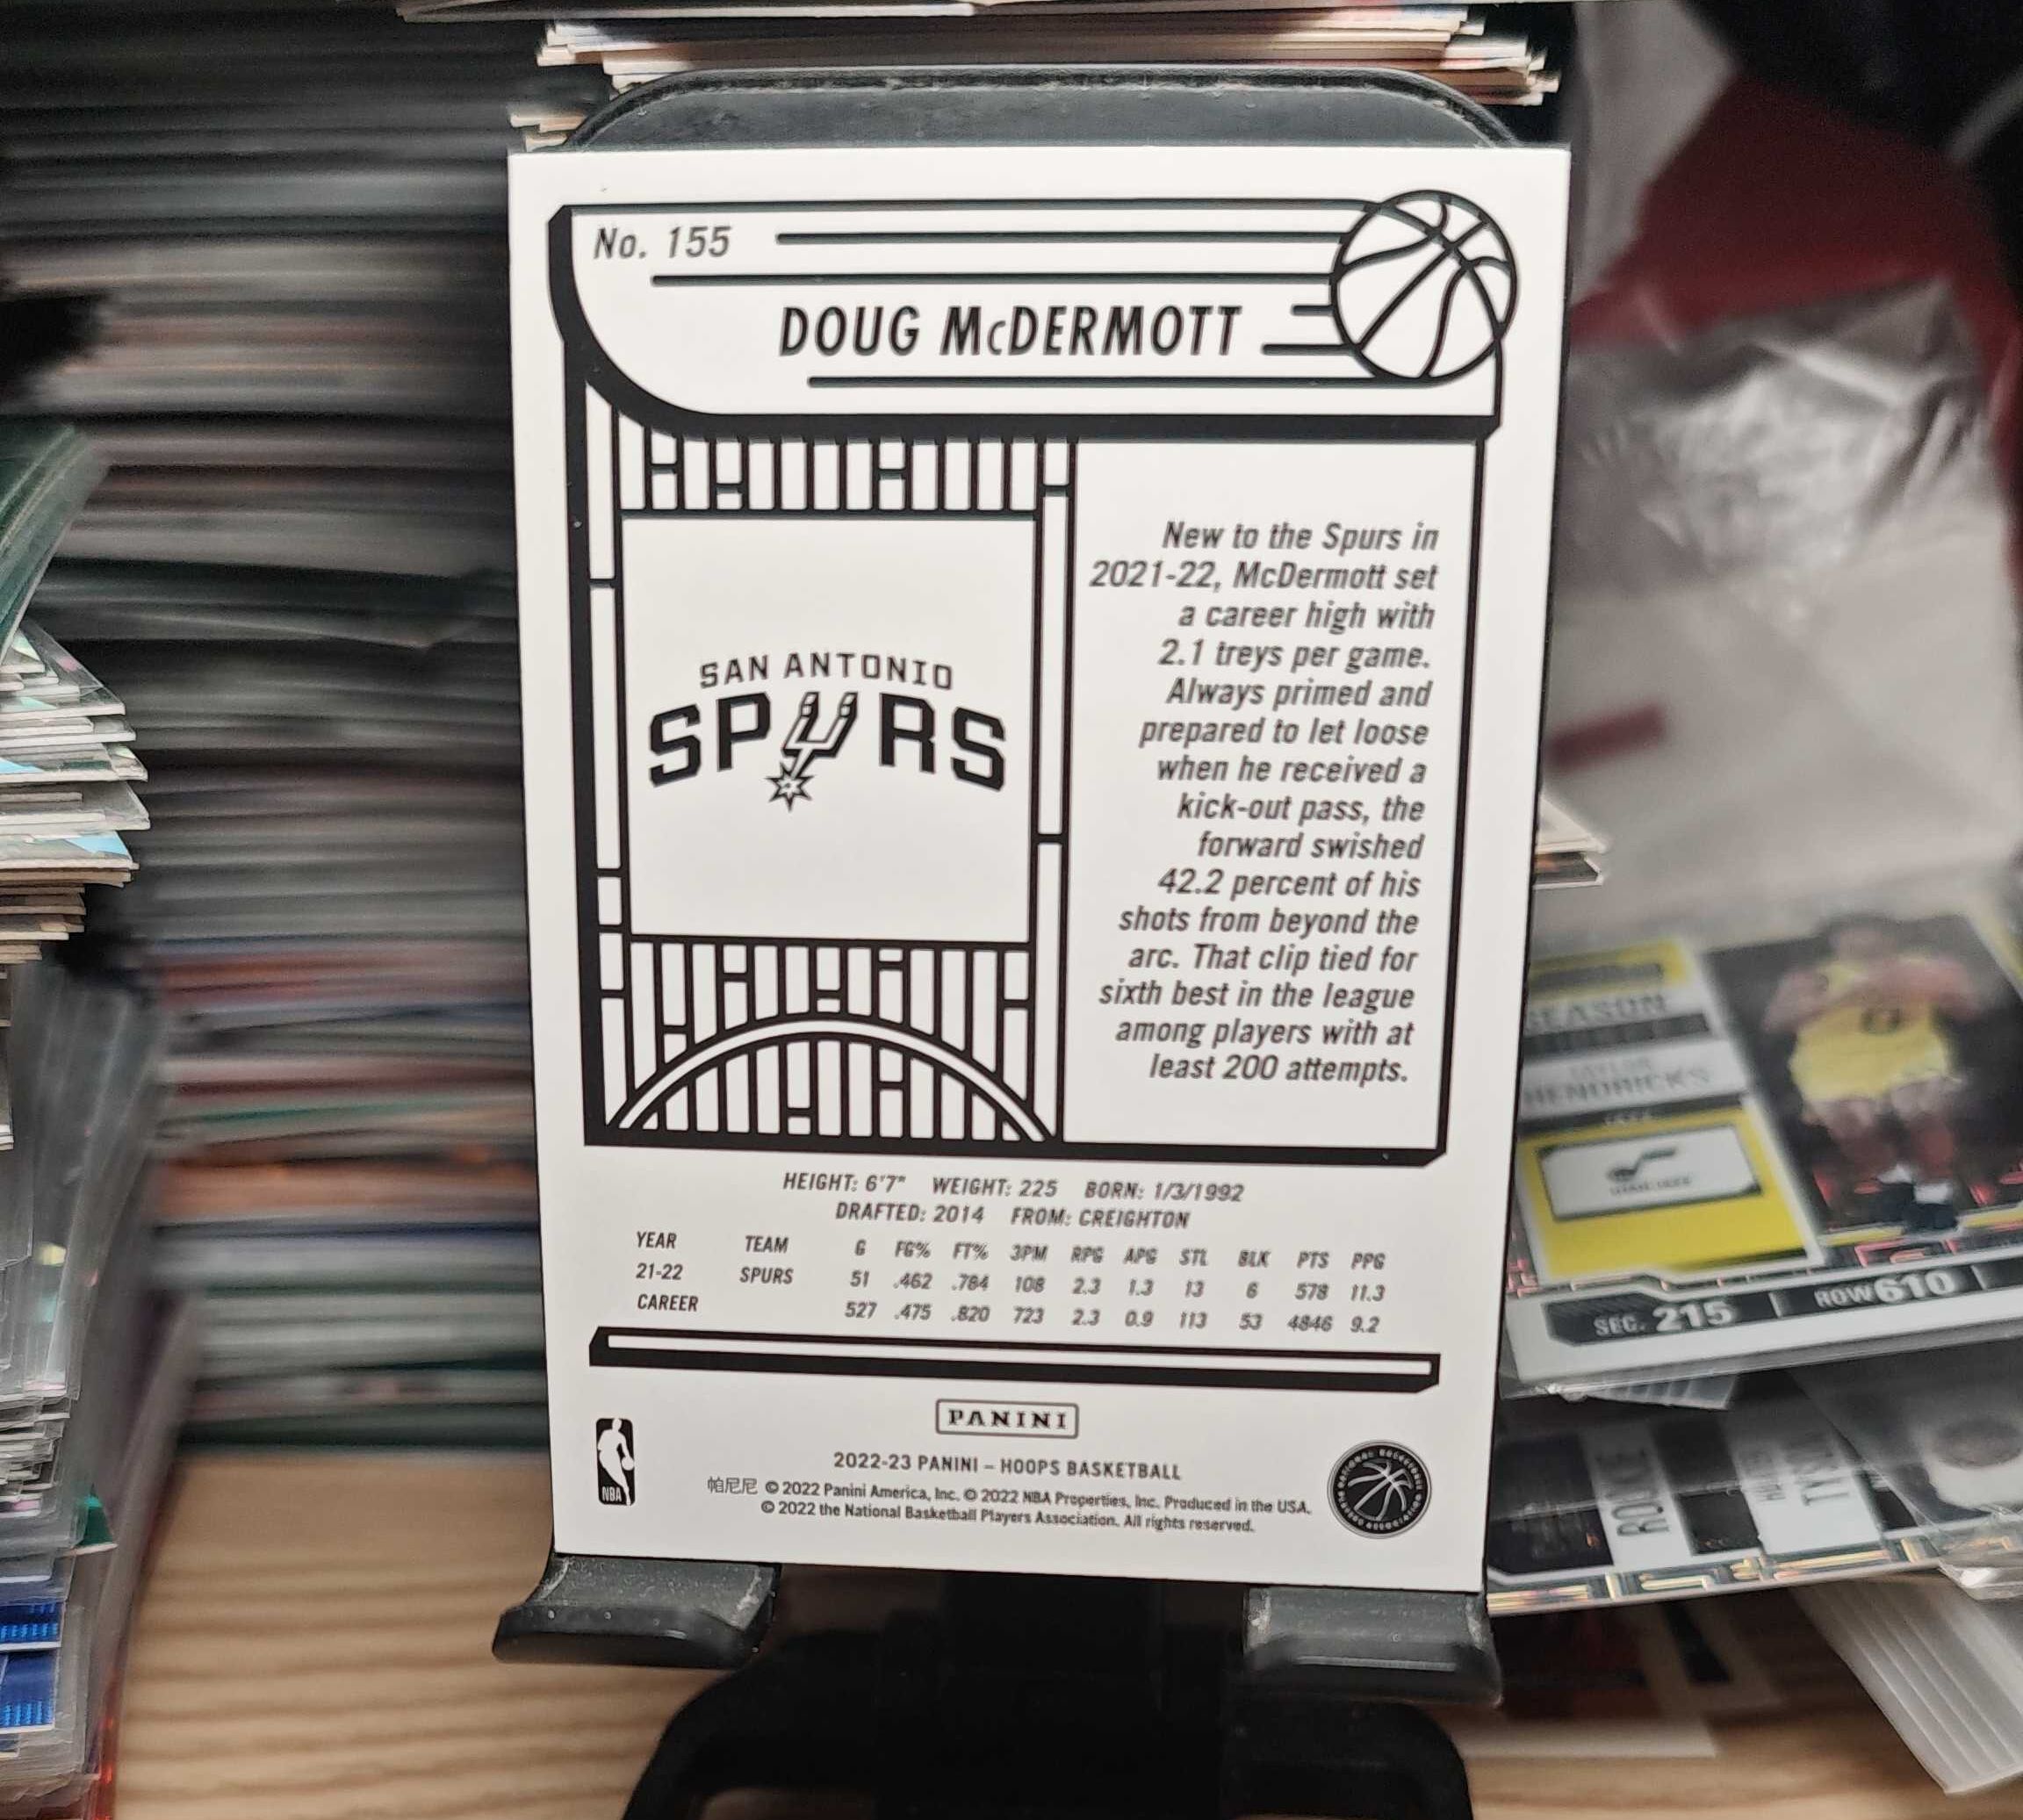 No. 155
DOUG McDERMOTT
New to the Spurs in
2021-22, McDermott set
a career high with
2.1 treys per game.
Always primed and
prepared to let loose
when he received a
kick-out pass, the
forward swished
42.2 percent of his
shots from beyond the
arc. That clip tied for
sixth best in the league
among players with at
least 200 attempts.
SAN ANTONIO
SPURS
HEIGHT: 6'7" WEIGHT: 225 BORN: 1/3/1992
DRAFTED: 2014 FROM: CREIGHTON
YEAR TEAM G FG% FT% 3PM RPG APG STL BLK PTS PPG
21-22 SPURS 51 .462 .784 108 2.3 1.3 13 6 578 11.3
CAREER 527 .475 .820 723 2.3 0.9 113 53 4846 9.2
PANINI
2022-23 PANINI – HOOPS BASKETBALL
帕尼尼 © 2022 Panini America, Inc. © 2022 NBA Properties, Inc. Produced in the USA.
© 2022 the National Basketball Players Association. All rights reserved.
NBA
SEASON
HENDRICKS
SEC. 215 | ROW 610 |